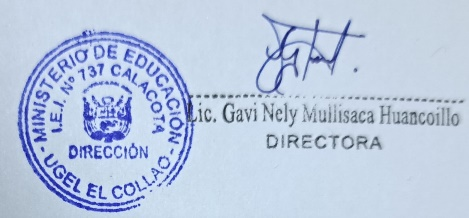 MINISTERIO DE EDUCACIÓN
I.E.I. Nº 737 CALACOTA
DIRECCIÓN
- UGEL EL COLLAO -
Lic. Gavi Nely Mullisaca Huancoillo
DIRECTORA